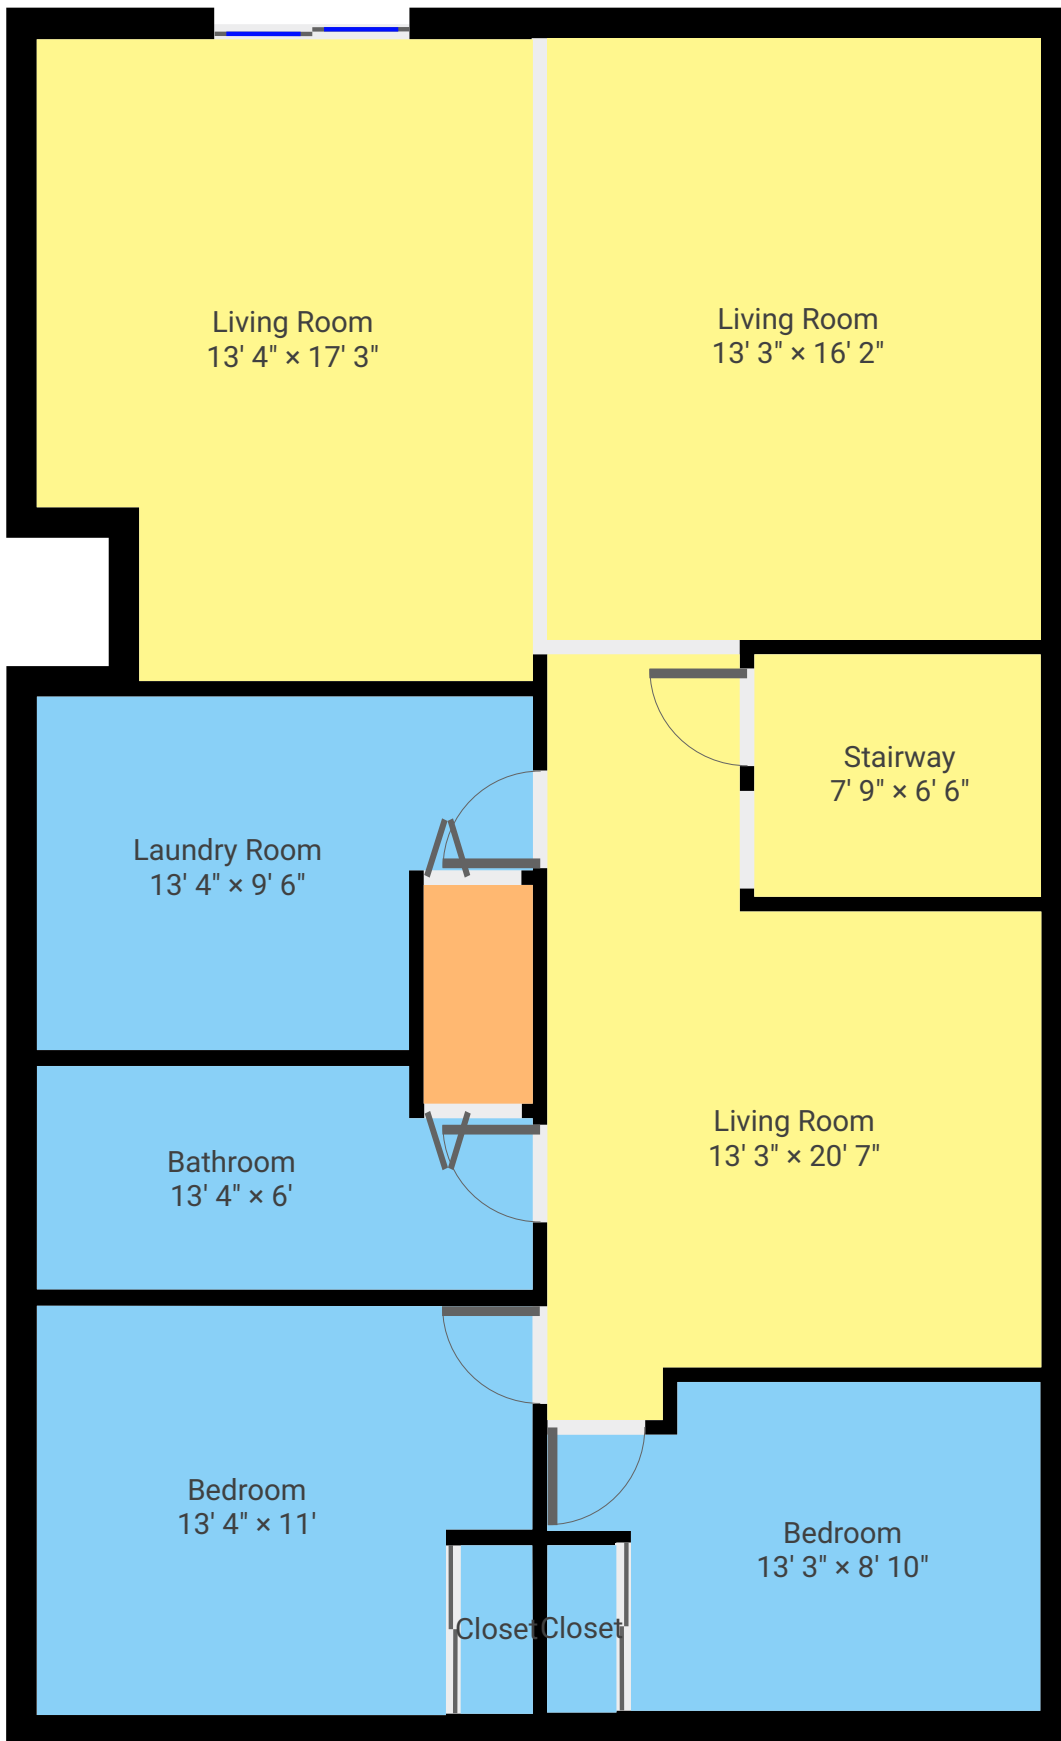 Living Room
13' 4" × 17' 3"
Living Room
13' 3" × 16' 2"
Stairway
7' 9" × 6' 6"
Laundry Room
13' 4" × 9' 6"
Living Room
13' 3" × 20' 7"
Bathroom
13' 4" × 6'
Bedroom
13' 4" × 11'
Bedroom
13' 3" × 8' 10"
Closet
Closet